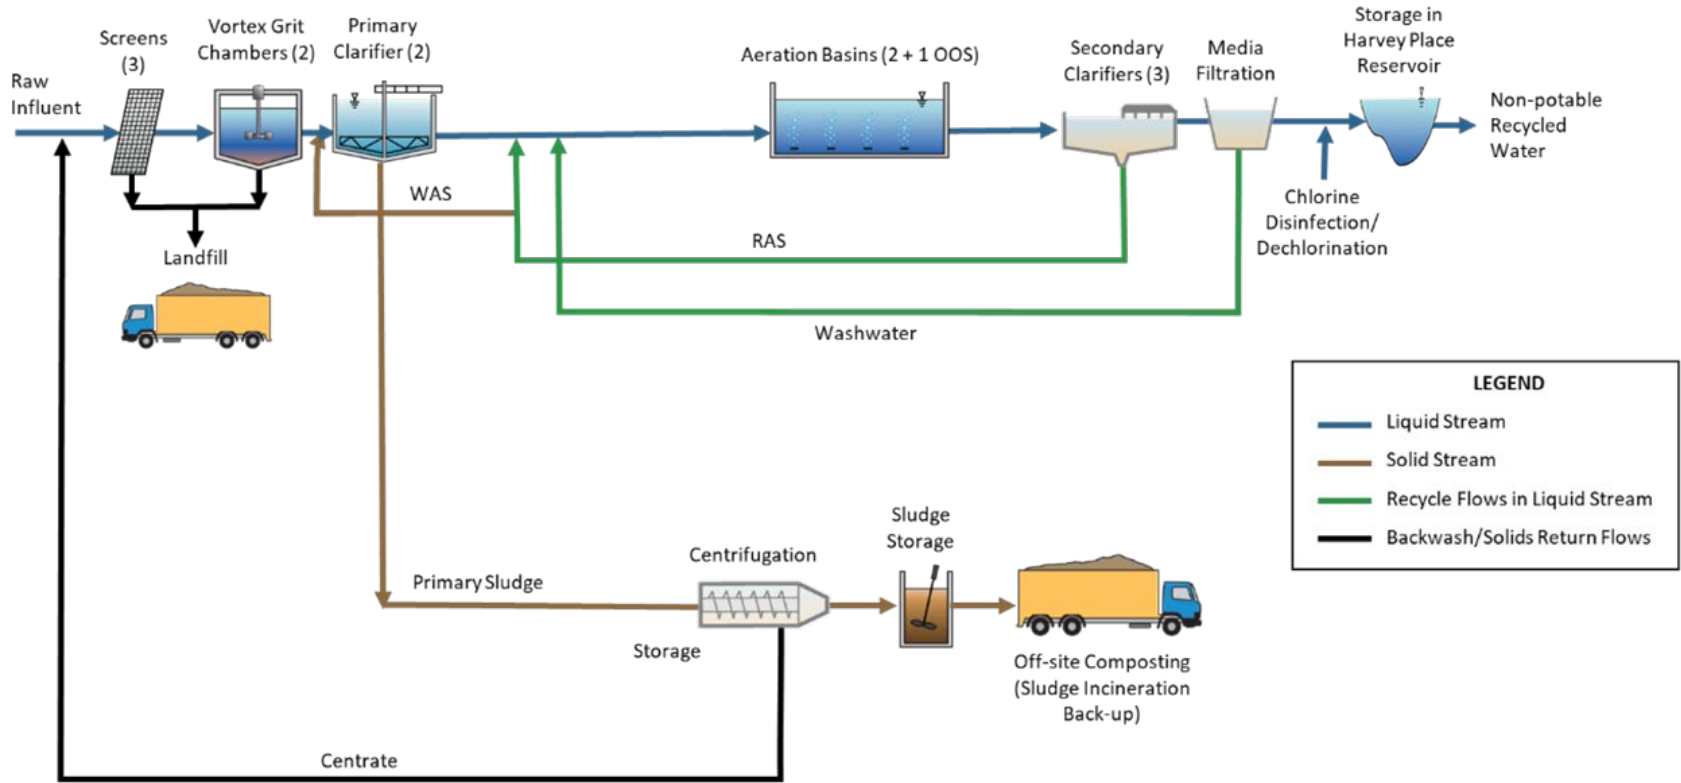 Raw
Influent
Screens
(3)
Vortex Grit
Chambers (2)
Primary
Clarifier (2)
Aeration Basins (2 + 1 OOS)
Secondary
Clarifiers (3)
Media
Filtration
Storage in
Harvey Place
Reservoir
Non-potable
Recycled
Water
Chlorine
Disinfection/
Dechlorination
Landfill
WAS
RAS
Washwater
LEGEND
Liquid Stream
Solid Stream
Recycle Flows in Liquid Stream
Backwash/Solids Return Flows
Primary Sludge
Centrifugation
Storage
Sludge
Storage
Off-site Composting
(Sludge Incineration
Back-up)
Centrate